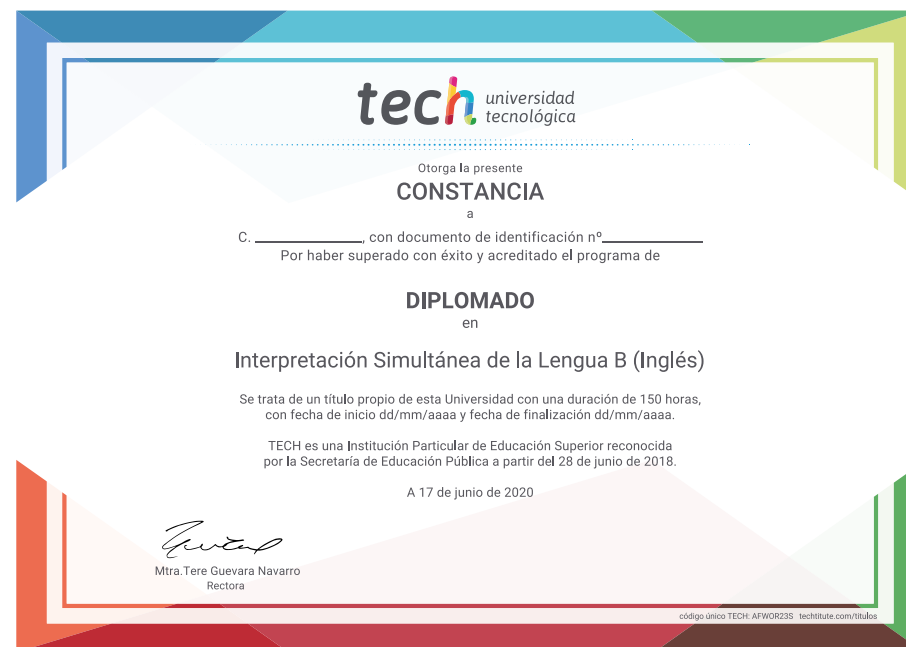 tech universidad
tecnológica
Otorga la presente
CONSTANCIA
a
C. ____________, con documento de identificación nº____________
Por haber superado con éxito y acreditado el programa de
DIPLOMADO
en
Interpretación Simultánea de la Lengua B (Inglés)
Se trata de un título propio de esta Universidad con una duración de 150 horas,
con fecha de inicio dd/mm/aaaa y fecha de finalización dd/mm/aaaa.
TECH es una Institución Particular de Educación Superior reconocida
por la Secretaría de Educación Pública a partir del 28 de junio de 2018.
A 17 de junio de 2020
Mtra.Tere Guevara Navarro
Rectora
código único TECH: AFWOR23S techtitute.com/titulos